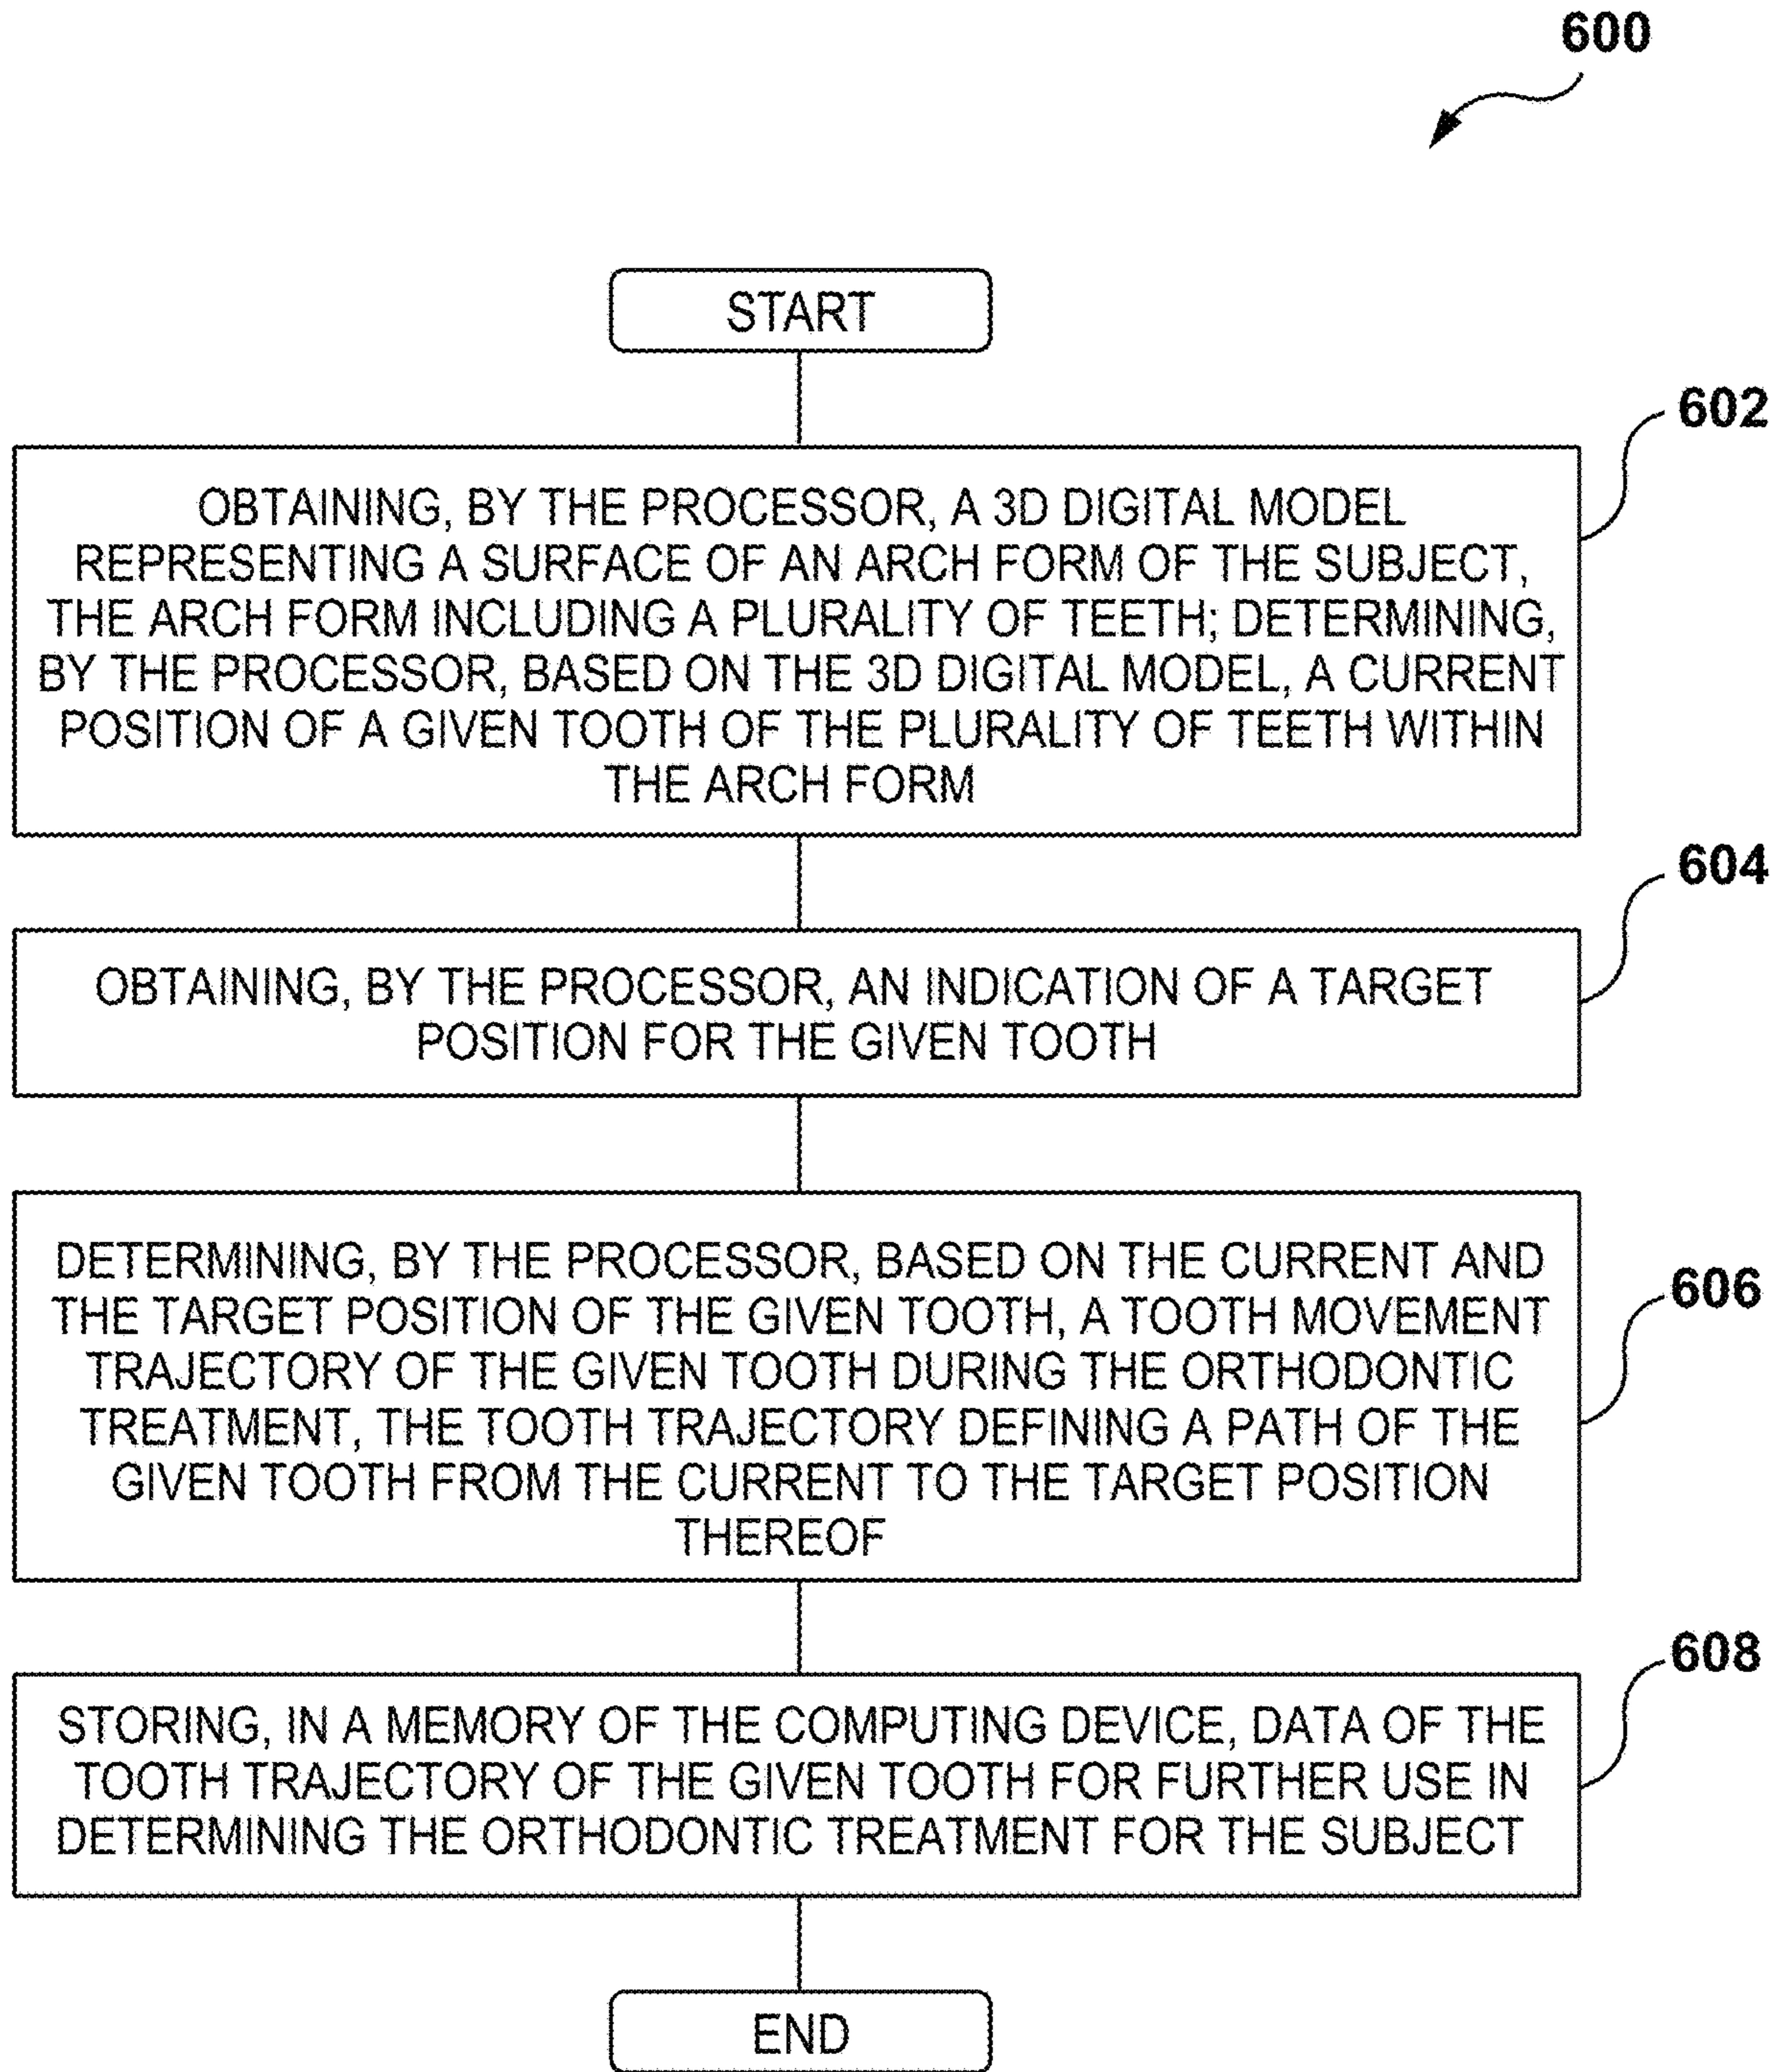 600
START
602
OBTAINING, BY THE PROCESSOR, A 3D DIGITAL MODEL
REPRESENTING A SURFACE OF AN ARCH FORM OF THE SUBJECT,
THE ARCH FORM INCLUDING A PLURALITY OF TEETH; DETERMINING,
BY THE PROCESSOR, BASED ON THE 3D DIGITAL MODEL, A CURRENT
POSITION OF A GIVEN TOOTH OF THE PLURALITY OF TEETH WITHIN
THE ARCH FORM
604
OBTAINING, BY THE PROCESSOR, AN INDICATION OF A TARGET
POSITION FOR THE GIVEN TOOTH
606
DETERMINING, BY THE PROCESSOR, BASED ON THE CURRENT AND
THE TARGET POSITION OF THE GIVEN TOOTH, A TOOTH MOVEMENT
TRAJECTORY OF THE GIVEN TOOTH DURING THE ORTHODONTIC
TREATMENT, THE TOOTH TRAJECTORY DEFINING A PATH OF THE
GIVEN TOOTH FROM THE CURRENT TO THE TARGET POSITION
THEREOF
608
STORING, IN A MEMORY OF THE COMPUTING DEVICE, DATA OF THE
TOOTH TRAJECTORY OF THE GIVEN TOOTH FOR FURTHER USE IN
DETERMINING THE ORTHODONTIC TREATMENT FOR THE SUBJECT
END